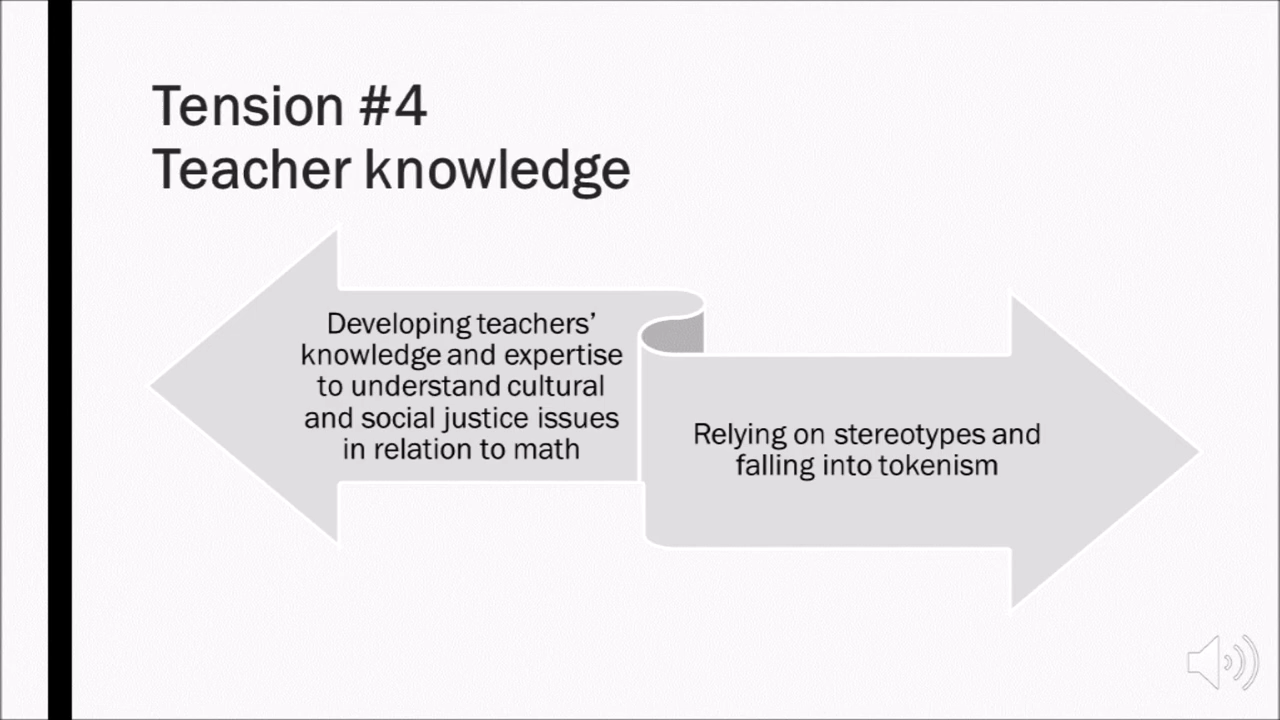 Tension #4
Teacher knowledge
Developing teachers’
knowledge and expertise
to understand cultural
and social justice issues
in relation to math
Relying on stereotypes and
falling into tokenism